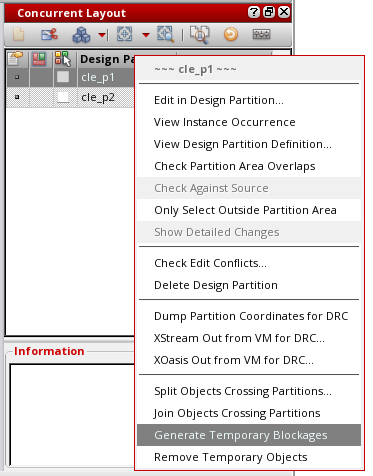 Concurrent Layout
Design Pa
cle_p1
cle_p2
~~~ cle_p1 ~~~
Edit in Design Partition...
View Instance Occurrence
View Design Partition Definition...
Check Partition Area Overlaps
Check Against Source
Only Select Outside Partition Area
Show Detailed Changes
Check Edit Conflicts...
Delete Design Partition
Dump Partition Coordinates for DRC
XStream Out from VM for DRC...
XOasis Out from VM for DRC...
Split Objects Crossing Partitions...
Join Objects Crossing Partitions
Generate Temporary Blockages
Remove Temporary Objects
Information